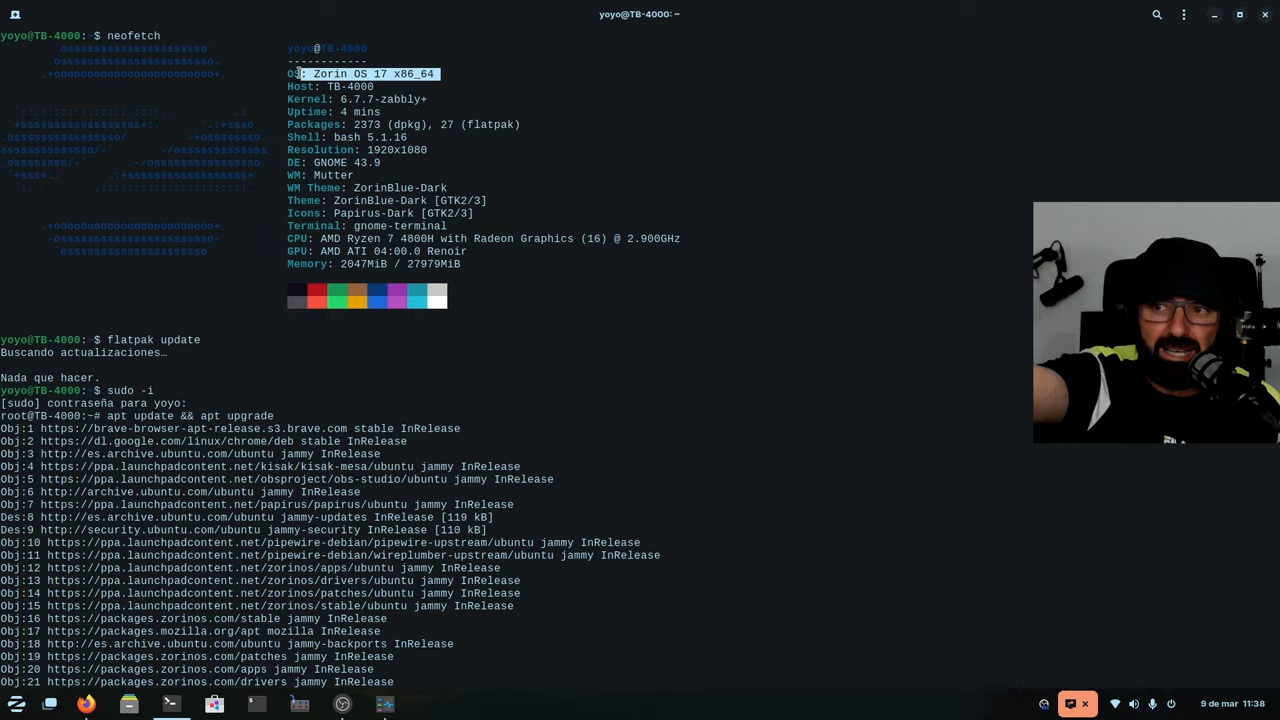 yoyo@TB-4000: ~
yoyo@TB-4000:~$ neofetch
yoyo@TB-4000
------------
OS: Zorin OS 17 x86_64
Host: TB-4000
Kernel: 6.7.7-zabbly+
Uptime: 4 mins
Packages: 2373 (dpkg), 27 (flatpak)
Shell: bash 5.1.16
Resolution: 1920x1080
DE: GNOME 43.9
WM: Mutter
WM Theme: ZorinBlue-Dark
Theme: ZorinBlue-Dark [GTK2/3]
Icons: Papirus-Dark [GTK2/3]
Terminal: gnome-terminal
CPU: AMD Ryzen 7 4800H with Radeon Graphics (16) @ 2.900GHz
GPU: AMD ATI 04:00.0 Renoir
Memory: 2047MiB / 27979MiB
yoyo@TB-4000:~$ flatpak update
Buscando actualizaciones…
Nada que hacer.
yoyo@TB-4000:~$ sudo -i
[sudo] contraseña para yoyo:
root@TB-4000:~# apt update && apt upgrade
Obj:1 https://brave-browser-apt-release.s3.brave.com stable InRelease
Obj:2 https://dl.google.com/linux/chrome/deb stable InRelease
Obj:3 http://es.archive.ubuntu.com/ubuntu jammy InRelease
Obj:4 https://ppa.launchpadcontent.net/kisak/kisak-mesa/ubuntu jammy InRelease
Obj:5 https://ppa.launchpadcontent.net/obsproject/obs-studio/ubuntu jammy InRelease
Obj:6 http://archive.ubuntu.com/ubuntu jammy InRelease
Obj:7 https://ppa.launchpadcontent.net/papirus/papirus/ubuntu jammy InRelease
Des:8 http://es.archive.ubuntu.com/ubuntu jammy-updates InRelease [119 kB]
Des:9 http://security.ubuntu.com/ubuntu jammy-security InRelease [110 kB]
Obj:10 https://ppa.launchpadcontent.net/pipewire-debian/pipewire-upstream/ubuntu jammy InRelease
Obj:11 https://ppa.launchpadcontent.net/pipewire-debian/wireplumber-upstream/ubuntu jammy InRelease
Obj:12 https://ppa.launchpadcontent.net/zorinos/apps/ubuntu jammy InRelease
Obj:13 https://ppa.launchpadcontent.net/zorinos/drivers/ubuntu jammy InRelease
Obj:14 https://ppa.launchpadcontent.net/zorinos/patches/ubuntu jammy InRelease
Obj:15 https://ppa.launchpadcontent.net/zorinos/stable/ubuntu jammy InRelease
Obj:16 https://packages.zorinos.com/stable jammy InRelease
Obj:17 https://packages.mozilla.org/apt mozilla InRelease
Obj:18 http://es.archive.ubuntu.com/ubuntu jammy-backports InRelease
Obj:19 https://packages.zorinos.com/patches jammy InRelease
Obj:20 https://packages.zorinos.com/apps jammy InRelease
Obj:21 https://packages.zorinos.com/drivers jammy InRelease
9 de mar 11:38